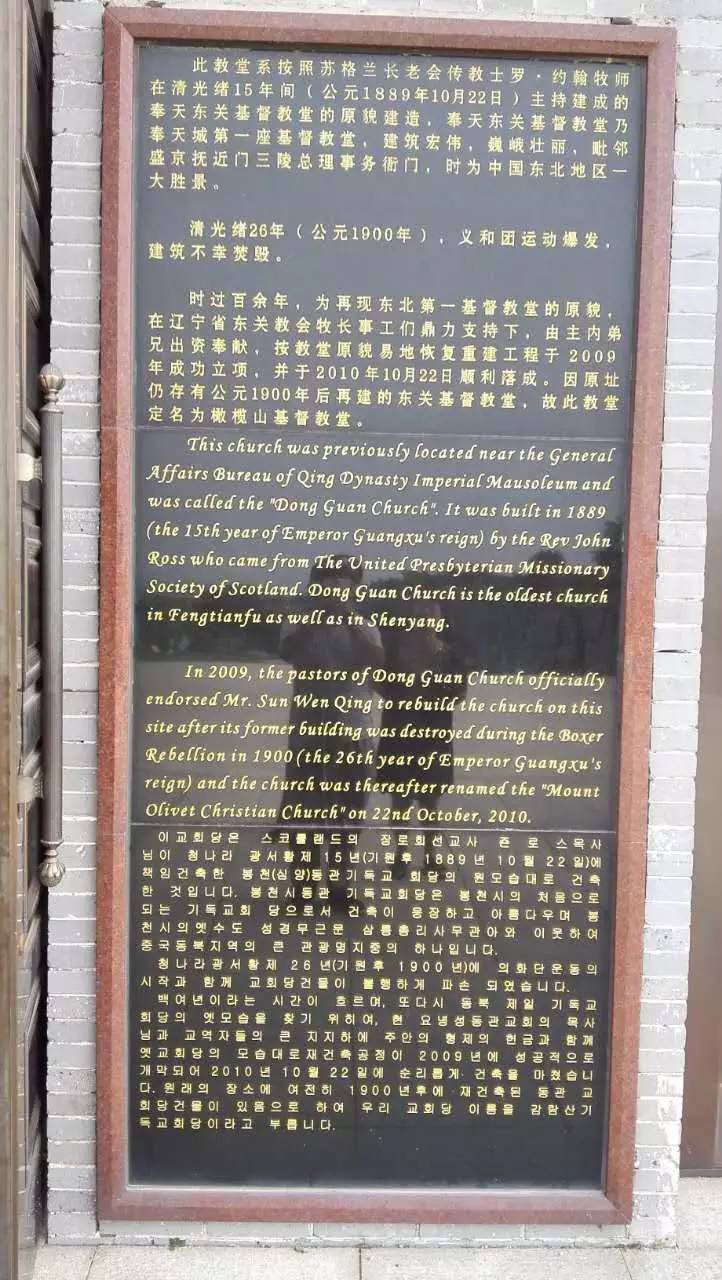 此教堂系按照苏格兰长老会传教士罗·约翰牧师
在清光绪15年间（公元1889年10月22日）主持建成的
奉天东关基督教堂的原貌建造，奉天东关基督教堂乃
奉天城第一座基督教堂，建筑宏伟，巍峨壮丽，毗邻
盛京抚近门三陵总理事务衙门，时为中国东北地区一
大胜景。
清光绪26年（公元1900年），义和团运动爆发，
建筑不幸焚毁。
时过百余年，为再现东北第一基督教堂的原貌，
在辽宁省东关教会牧长事工们鼎力支持下，由主内弟
兄出资奉献，按教堂原貌易地恢复重建工程于2009
年成功立项，并于2010年10月22日顺利落成。因原址
仍存有公元1900年后再建的东关基督教堂，故此教堂
定名为橄榄山基督教堂。
This church was previously located near the General
Affairs Bureau of Qing Dynasty Imperial Mausoleum and
was called the "Dong Guan Church". It was built in 1889
(the 15th year of Emperor Guangxu's reign) by the Rev John
Ross who came from The United Presbyterian Missionary
Society of Scotland. Dong Guan Church is the oldest church
in Fengtianfu as well as in Shenyang.
In 2009, the pastors of Dong Guan Church officially
endorsed Mr. Sun Wen Qing to rebuild the church on this
site after its former building was destroyed during the Boxer
Rebellion in 1900 (the 26th year of Emperor Guangxu's
reign) and the church was thereafter renamed the "Mount
Olivet Christian Church" on 22nd October, 2010.
이교회당은 스코틀랜드의 장로회선교사 죤 로스목사
님이 청나라 광서황제 15년(기원후 1889년 10월 22일)에
책임건축한 봉천(심양)동관기독교 회당의 원모습대로 건축
한 것입니다. 봉천시동관 기독교회당은 봉천시의 처음으로
되는 기독교회 당으로서 건축이 웅장하고 아름다우며 봉
천시의옛수도 성경무근문 삼릉총리사무관아와 이웃하여
중국동북지역의 큰 관광명지중의 하나입니다.
청나라광서황제 26년(기원후 1900년)에 의화단운동의
시작과 함께 교회당건물이 불행하게 파손 되었습니다.
백여년이라는 시간이 흐르며, 또다시 동북 제일 기독교
회당의 옛모습을 찾기 위히여, 현 요녕성동관교회의 목사
님과 교역자들의 큰 지지하에 주안의 형제의 헌금과 함께
옛교회당의 모습대로재건축공정이 2009년에 성공적으로
개막되어 2010년 10월 22일에 순리롭게 건축을 마쳤습니
다. 원래의 장소에 여전히 1900년후에 재건축된 동관 교
회당건물이 있음으로 하여 우리 교회당 이름을 감람산기
독교회당이라고 부릅니다.